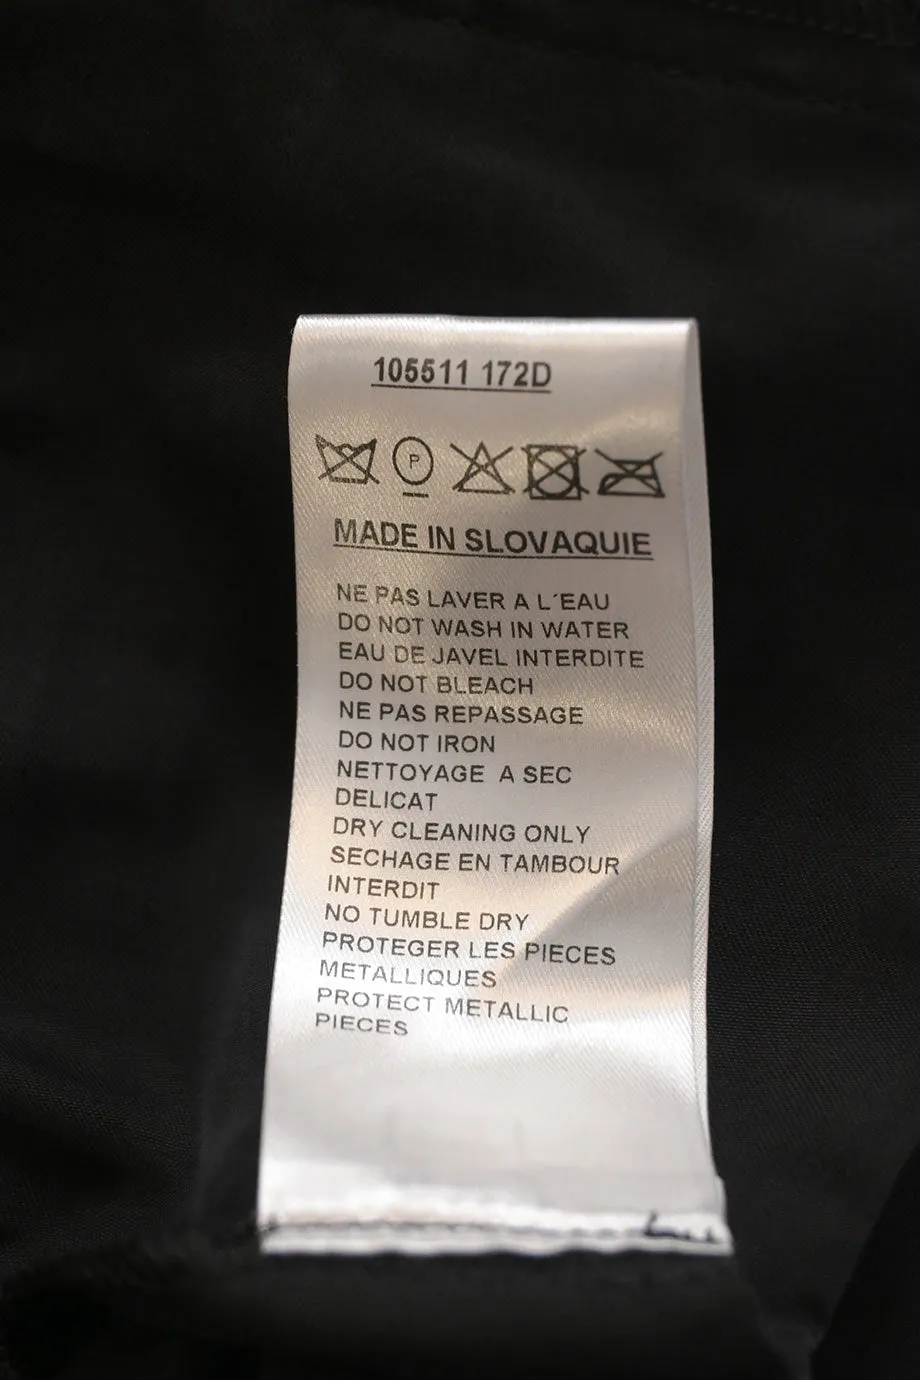 105511 172D
P
MADE IN SLOVAQUIE
NE PAS LAVER A L´EAU
DO NOT WASH IN WATER
EAU DE JAVEL INTERDITE
DO NOT BLEACH
NE PAS REPASSAGE
DO NOT IRON
NETTOYAGE A SEC
DELICAT
DRY CLEANING ONLY
SECHAGE EN TAMBOUR
INTERDIT
NO TUMBLE DRY
PROTEGER LES PIECES
METALLIQUES
PROTECT METALLIC
PIECES